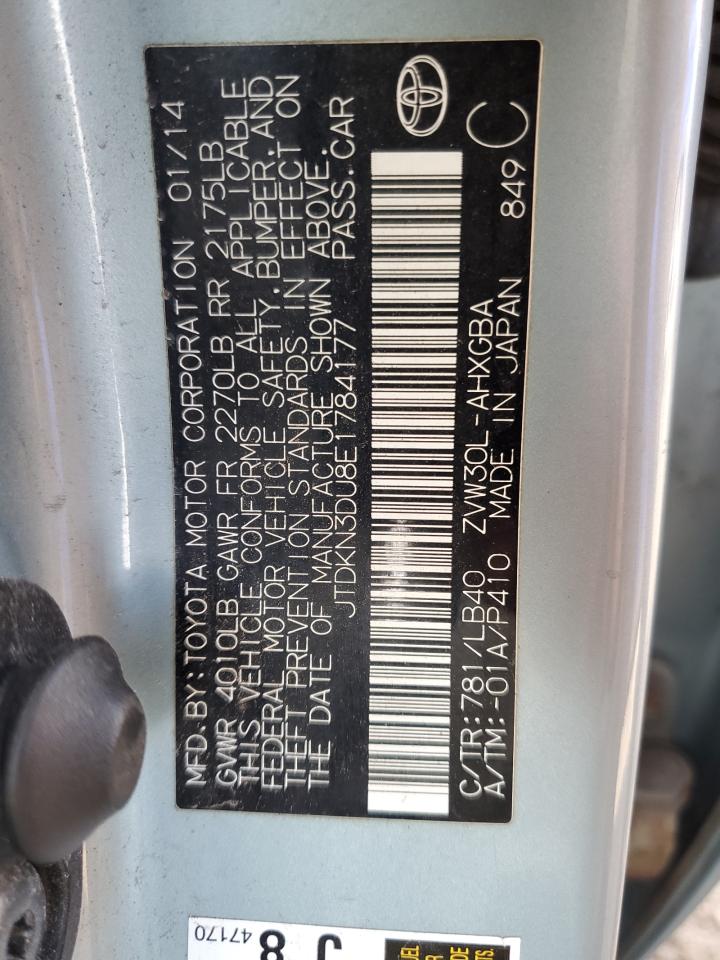 MFD.BY:TOYOTA MOTOR CORPORATION 01/14
GVWR 4010LB GAWR FR 2270LB RR 2175LB
THIS VEHICLE CONFORMS TO ALL APPLICABLE
FEDERAL MOTOR VEHICLE SAFETY,BUMPER,AND
THEFT PREVENTION STANDARDS IN EFFECT ON
THE DATE OF MANUFACTURE SHOWN ABOVE.
JTDKN3DU8E1784177 PASS.CAR
C/TR:781/LB40 ZVW30L-AHXGBA
A/TM:-01A/P410 MADE IN JAPAN 849 C
47170
J
8